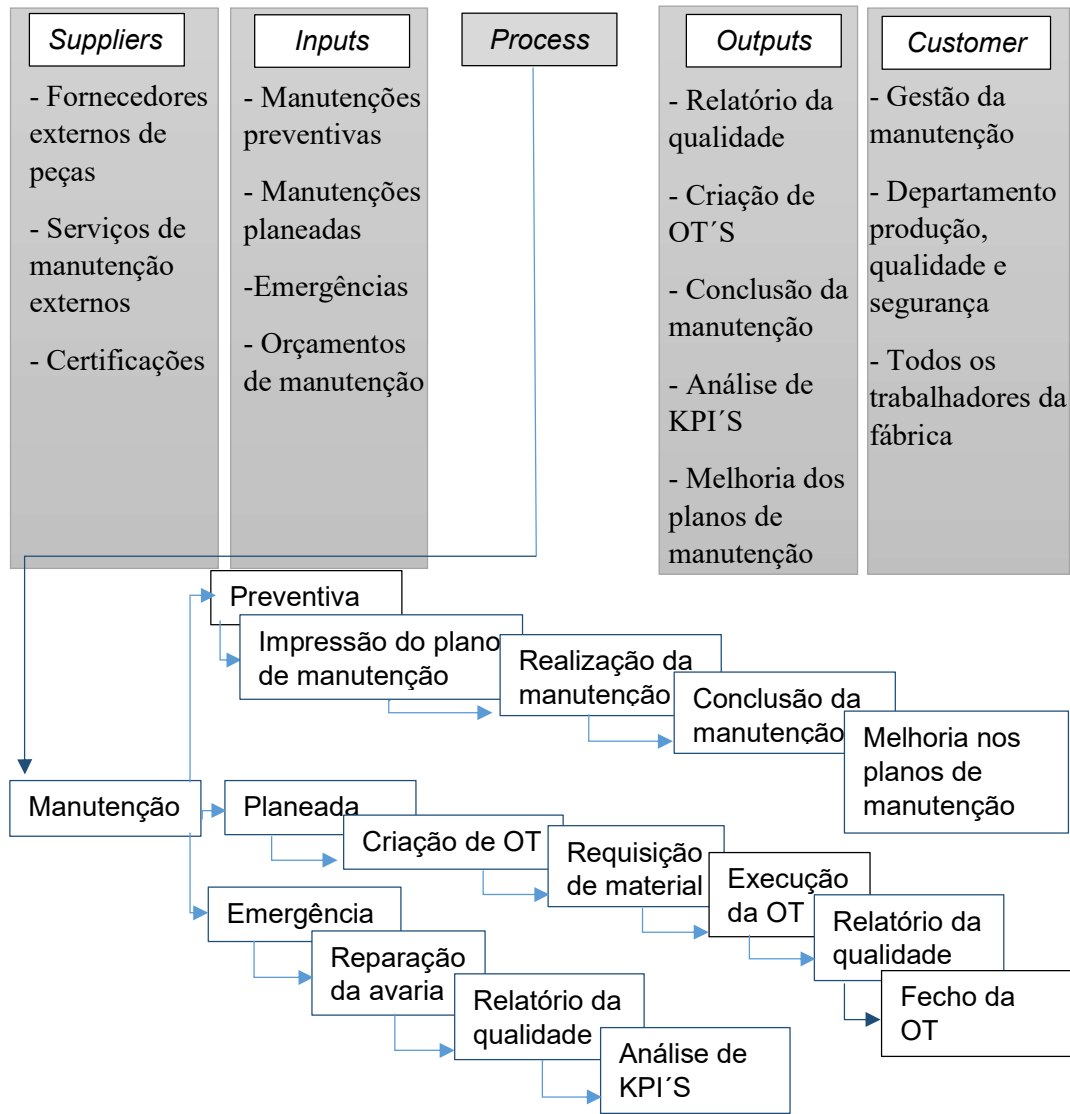 Suppliers
- Fornecedores
externos de
peças
- Serviços de
manutenção
externos
- Certificações
Inputs
- Manutenções
preventivas
- Manutenções
planeadas
-Emergências
- Orçamentos
de manutenção
Process
Outputs
- Relatório da
qualidade
- Criação de
OT´S
- Conclusão da
manutenção
- Análise de
KPI´S
- Melhoria dos
planos de
manutenção
Customer
- Gestão da
manutenção
- Departamento
produção,
qualidade e
segurança
- Todos os
trabalhadores da
fábrica
Manutenção
Preventiva
Impressão do plano
de manutenção
Realização da
manutenção
Conclusão da
manutenção
Melhoria nos
planos de
manutenção
Planeada
Criação de OT
Requisição
de material
Execução
da OT
Relatório da
qualidade
Fecho da
OT
Emergência
Reparação
da avaria
Relatório da
qualidade
Análise de
KPI´S